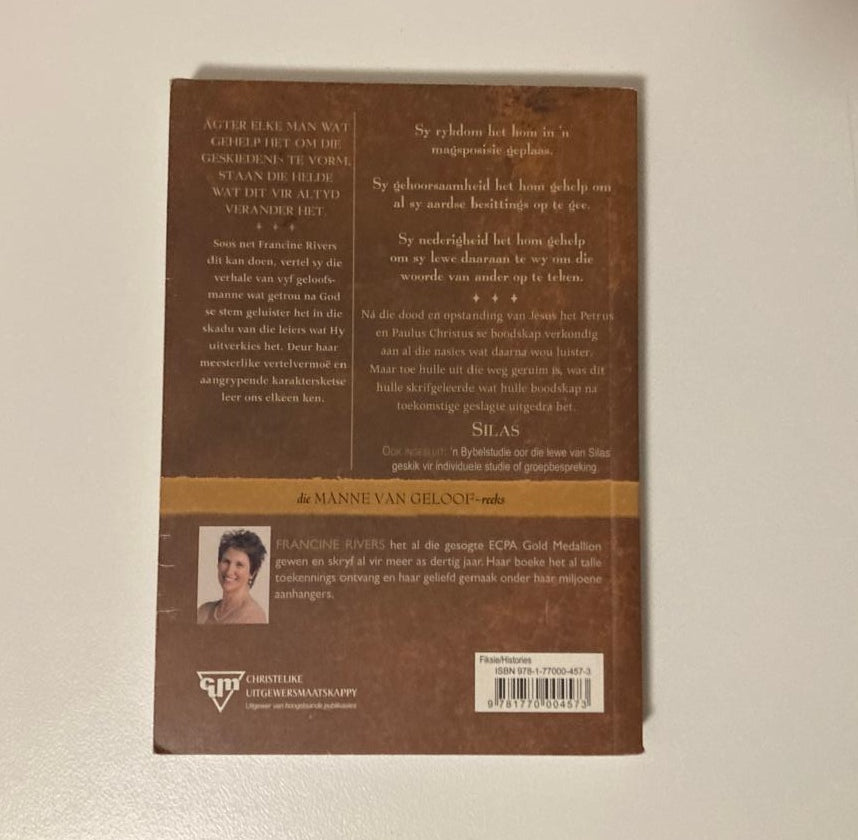 AGTER ELKE MAN WAT
GEHELP HET OM DIE
GESKIEDENIS TE VORM,
STAAN DIE HELDE
WAT DIT VIR ALTYD
VERANDER HET.
Soos net Francine Rivers
dit kan doen, vertel sy die
verhale van vyf geloofs-
manne wat getrou na God
se stem geluister het in die
skadu van die leiers wat Hy
uitverkies het. Deur haar
meesterlike vertelvermoë en
aangrypende karaktersketse
leer ons elkeen ken.
Sy rykdom het hom in 'n
magsposisie geplaas.
Sy gehoorsaamheid het hom gehelp om
al sy aardse besittings op te gee.
Sy nederigheid het hom gehelp
om sy lewe daaraan te wy om die
woorde van ander op te teken.
Ná die dood en opstanding van Jesus het Petrus
en Paulus Christus se boodskap verkondig
aan al die nasies wat daarna wou luister.
Maar toe hulle uit die weg geruim is, was dit
hulle skrifgeleerde wat hulle boodskap na
toekomstige geslagte uitgedra het.
SILAS
OOK INGESLUIT: 'n Bybelstudie oor die lewe van Silas
geskik vir individuele studie of groepbespreking
die MANNE VAN GELOOF-reeks
FRANCINE RIVERS het al die gesogte ECPA Gold Medallion
gewen en skryf al vir meer as dertig jaar. Haar boeke het al talle
toekennings ontvang en haar geliefd gemaak onder haar miljoene
aanhangers.
cum
CHRISTELIKE
UITGEWERSMAATSKAPPY
Uitgewer van hoogstaande publikasies
Fiksie/Histories
ISBN 978-1-77000-457-3
9 781770 004573